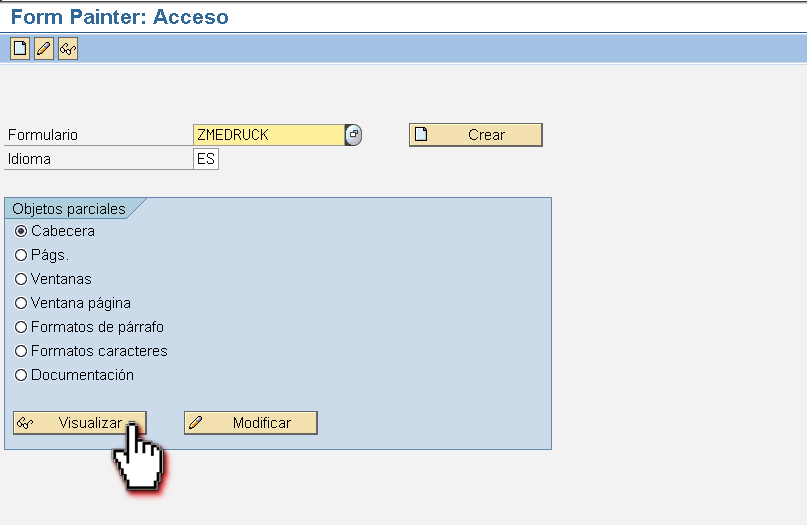 Form Painter: Acceso
Formulario ZMEDRUCK Crear
Idioma ES
Objetos parciales
Cabecera
Págs.
Ventanas
Ventana página
Formatos de párrafo
Formatos caracteres
Documentación
Visualizar Modificar